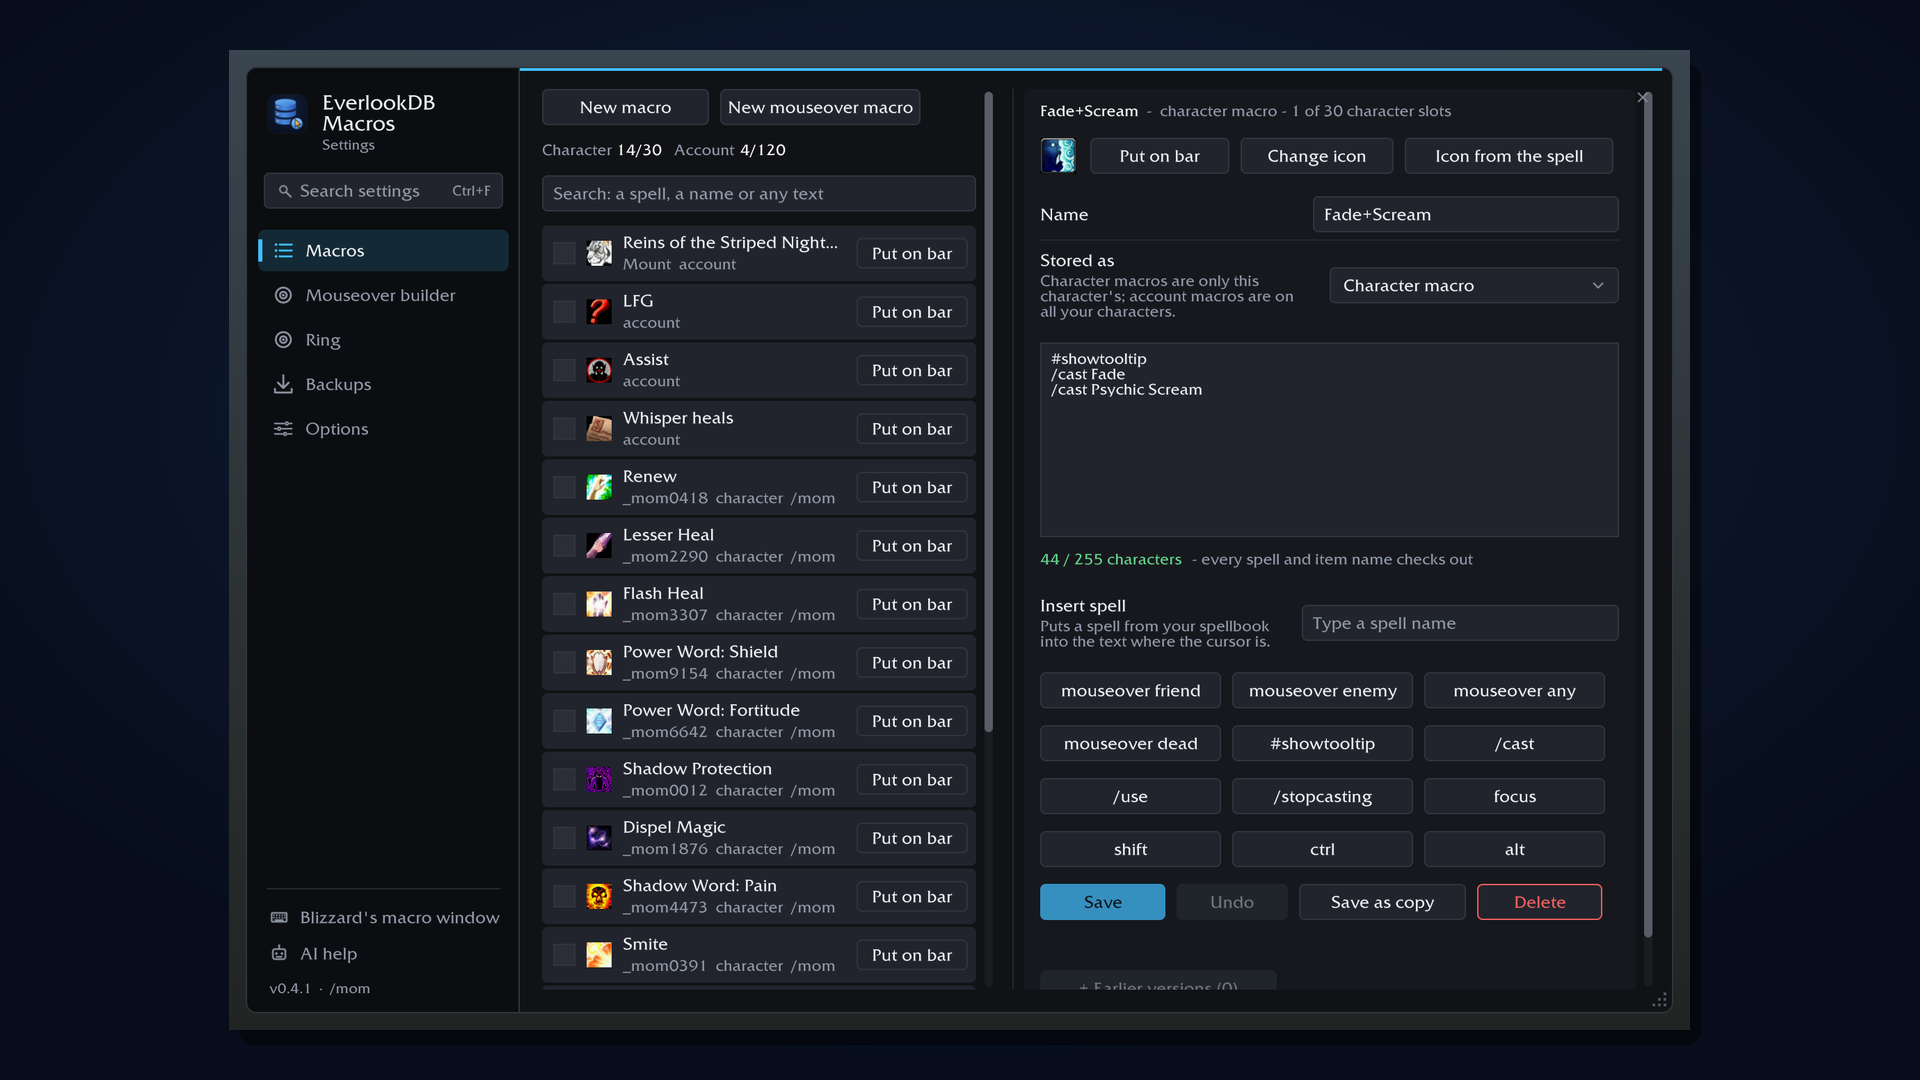 EverlookDB
Macros
Settings
Search settings Ctrl+F
Macros
Mouseover builder
Ring
Backups
Options
Blizzard's macro window
AI help
v0.4.1 · /mom
New macro
New mouseover macro
Character 14/30 Account 4/120
Search: a spell, a name or any text
Reins of the Striped Night...
Mount account
Put on bar
LFG
account
Put on bar
Assist
account
Put on bar
Whisper heals
account
Put on bar
Renew
_mom0418 character /mom
Put on bar
Lesser Heal
_mom2290 character /mom
Put on bar
Flash Heal
_mom3307 character /mom
Put on bar
Power Word: Shield
_mom9154 character /mom
Put on bar
Power Word: Fortitude
_mom6642 character /mom
Put on bar
Shadow Protection
_mom0012 character /mom
Put on bar
Dispel Magic
_mom1876 character /mom
Put on bar
Shadow Word: Pain
_mom4473 character /mom
Put on bar
Smite
_mom0391 character /mom
Put on bar
Fade+Scream - character macro - 1 of 30 character slots
Put on bar
Change icon
Icon from the spell
Name
Fade+Scream
Stored as
Character macros are only this
character's; account macros are on
all your characters.
Character macro
#showtooltip
/cast Fade
/cast Psychic Scream
44 / 255 characters - every spell and item name checks out
Insert spell
Puts a spell from your spellbook
into the text where the cursor is.
Type a spell name
mouseover friend
mouseover enemy
mouseover any
mouseover dead
#showtooltip
/cast
/use
/stopcasting
focus
shift
ctrl
alt
Save
Undo
Save as copy
Delete
+ Earlier versions (0)